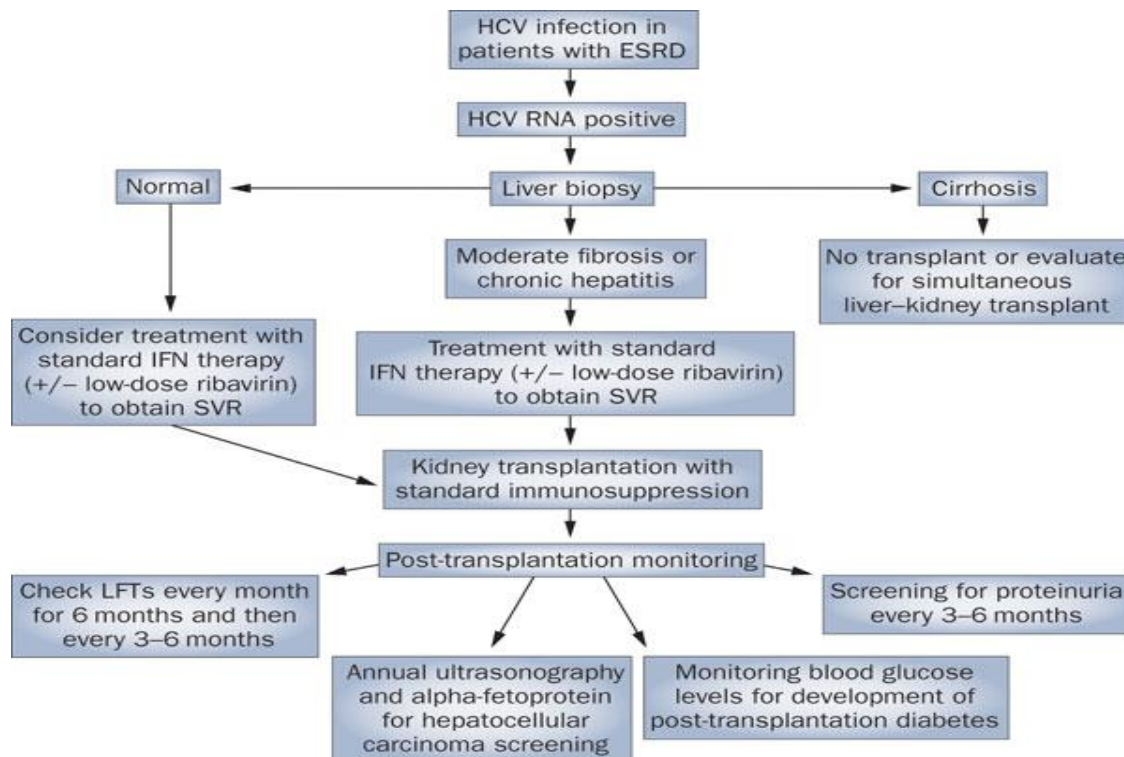 HCV infection in
patients with ESRD
HCV RNA positive
Normal
Liver biopsy
Cirrhosis
Moderate fibrosis or
chronic hepatitis
No transplant or evaluate
for simultaneous
liver–kidney transplant
Consider treatment with
standard IFN therapy
(+/– low-dose ribavirin)
to obtain SVR
Treatment with standard
IFN therapy (+/– low-dose ribavirin)
to obtain SVR
Kidney transplantation with
standard immunosuppression
Post-transplantation monitoring
Check LFTs every month
for 6 months and then
every 3–6 months
Screening for proteinuria
every 3–6 months
Annual ultrasonography
and alpha-fetoprotein
for hepatocellular
carcinoma screening
Monitoring blood glucose
levels for development of
post-transplantation diabetes